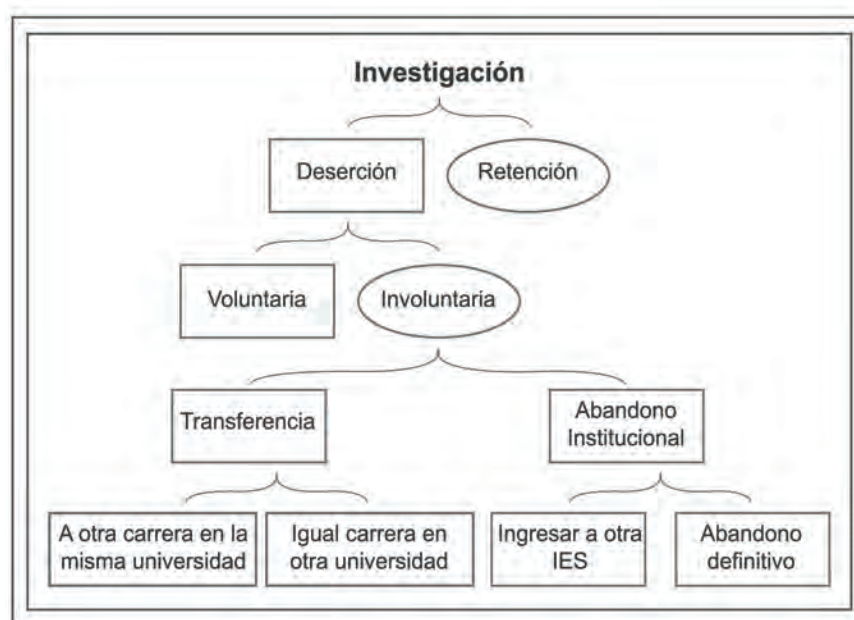 Investigación
Deserción
Retención
Voluntaria
Involuntaria
Transferencia
Abandono
Institucional
A otra carrera en la
misma universidad
Igual carrera en
otra universidad
Ingresar a otra
IES
Abandono
definitivo